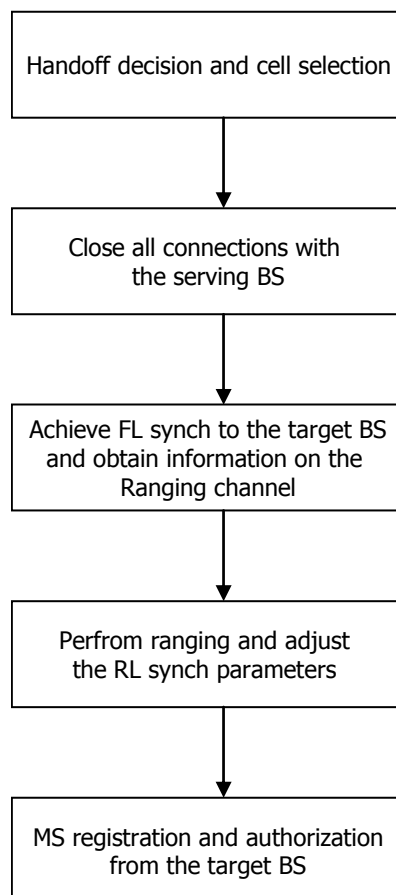 Handoff decision and cell selection
Close all connections with
the serving BS
Achieve FL synch to the target BS
and obtain information on the
Ranging channel
Perfrom ranging and adjust
the RL synch parameters
MS registration and authorization
from the target BS